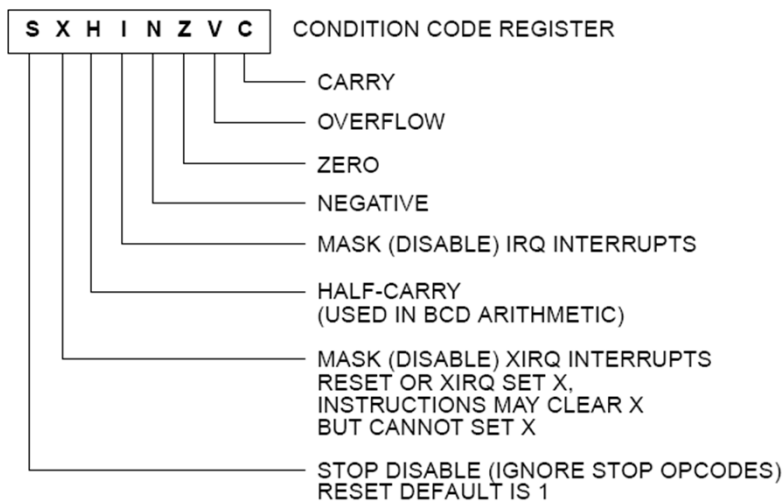 S X H I N Z V C CONDITION CODE REGISTER
CARRY
OVERFLOW
ZERO
NEGATIVE
MASK (DISABLE) IRQ INTERRUPTS
HALF-CARRY
(USED IN BCD ARITHMETIC)
MASK (DISABLE) XIRQ INTERRUPTS
RESET OR XIRQ SET X,
INSTRUCTIONS MAY CLEAR X
BUT CANNOT SET X
STOP DISABLE (IGNORE STOP OPCODES)
RESET DEFAULT IS 1